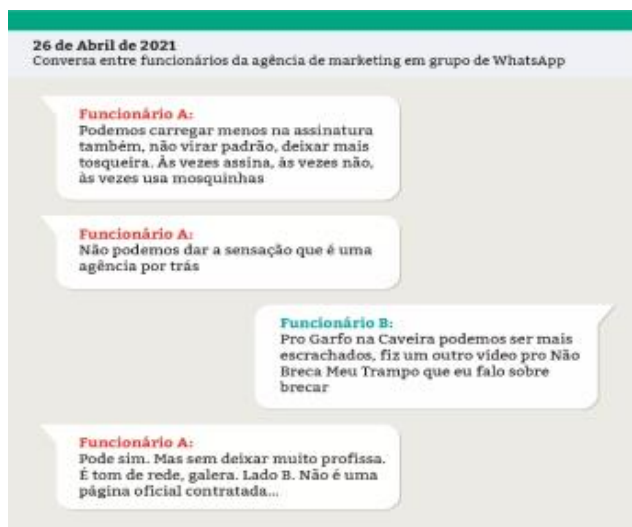 26 de Abril de 2021
Conversa entre funcionários da agência de marketing em grupo de WhatsApp
Funcionário A:
Podemos carregar menos na assinatura
também, não virar padrão, deixar mais
tosqueira. Às vezes assina, às vezes não,
às vezes usa mosquinhas
Funcionário A:
Não podemos dar a sensação que é uma
agência por trás
Funcionário B:
Pro Garfo na Caveira podemos ser mais
escrachados, fiz um outro vídeo pro Não
Breca Meu Trampo que eu falo sobre
brecar
Funcionário A:
Pode sim. Mas sem deixar muito profissa.
É tom de rede, galera. Lado B. Não é uma
página oficial contratada...